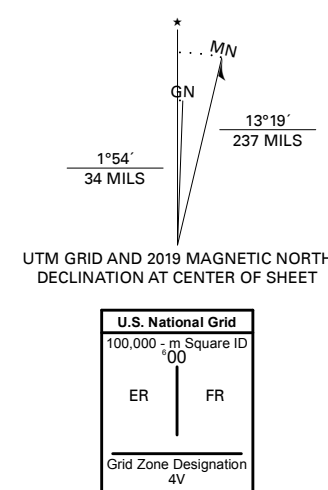 ★
MN
GN
13°19´
237 MILS
1°54´
34 MILS
UTM GRID AND 2019 MAGNETIC NORTH
DECLINATION AT CENTER OF SHEET
U.S. National Grid
100,000 - m Square ID
⁶00
ER FR
Grid Zone Designation
4V